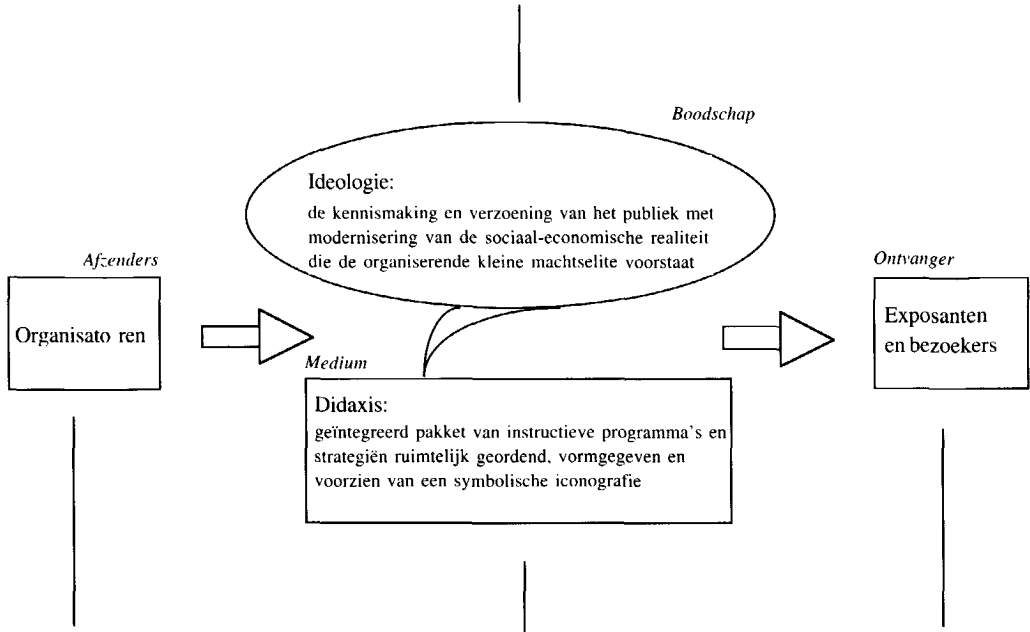 Boodschap
Ideologie:
de kennismaking en verzoening van het publiek met
modernisering van de sociaal-economische realiteit
die de organiserende kleine machtselite voorstaat
Afzenders
Organisato ren
Ontvanger
Exposanten
en bezoekers
Medium
Didaxis:
geïntegreerd pakket van instructieve programma's en
strategiën ruimtelijk geordend, vormgegeven en
voorzien van een symbolische iconografie